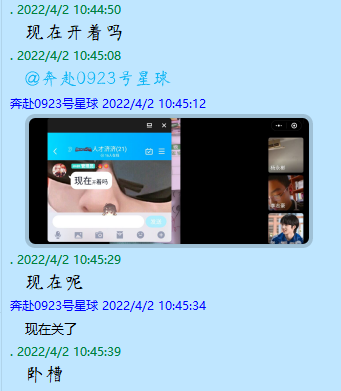 . 2022/4/2 10:44:50
现在开着吗
. 2022/4/2 10:45:08
@奔赴0923号星球
奔赴0923号星球 2022/4/2 10:45:12
人才济济(21)
现在开着吗
. 2022/4/2 10:45:29
现在呢
奔赴0923号星球 2022/4/2 10:45:34
现在关了
. 2022/4/2 10:45:39
卧槽